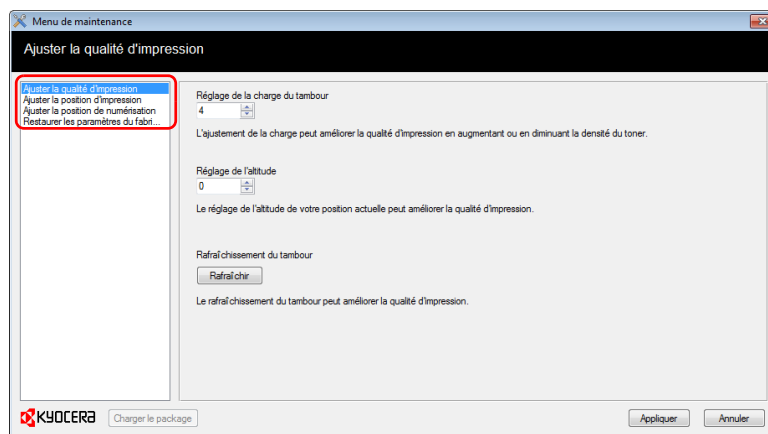 Menu de maintenance
Ajuster la qualité d'impression
Ajuster la qualité d'impression
Ajuster la position d'impression
Ajuster la position de numérisation
Restaurer les paramètres du fabri...
Réglage de la charge du tambour
4
L'ajustement de la charge peut améliorer la qualité d'impression en augmentant ou en diminuant la densité du toner.
Réglage de l'altitude
0
Le réglage de l'altitude de votre position actuelle peut améliorer la qualité d'impression.
Rafraîchissement du tambour
Rafraîchir
Le rafraîchissement du tambour peut améliorer la qualité d'impression.
KYOCERA
Charger le package
Appliquer
Annuler